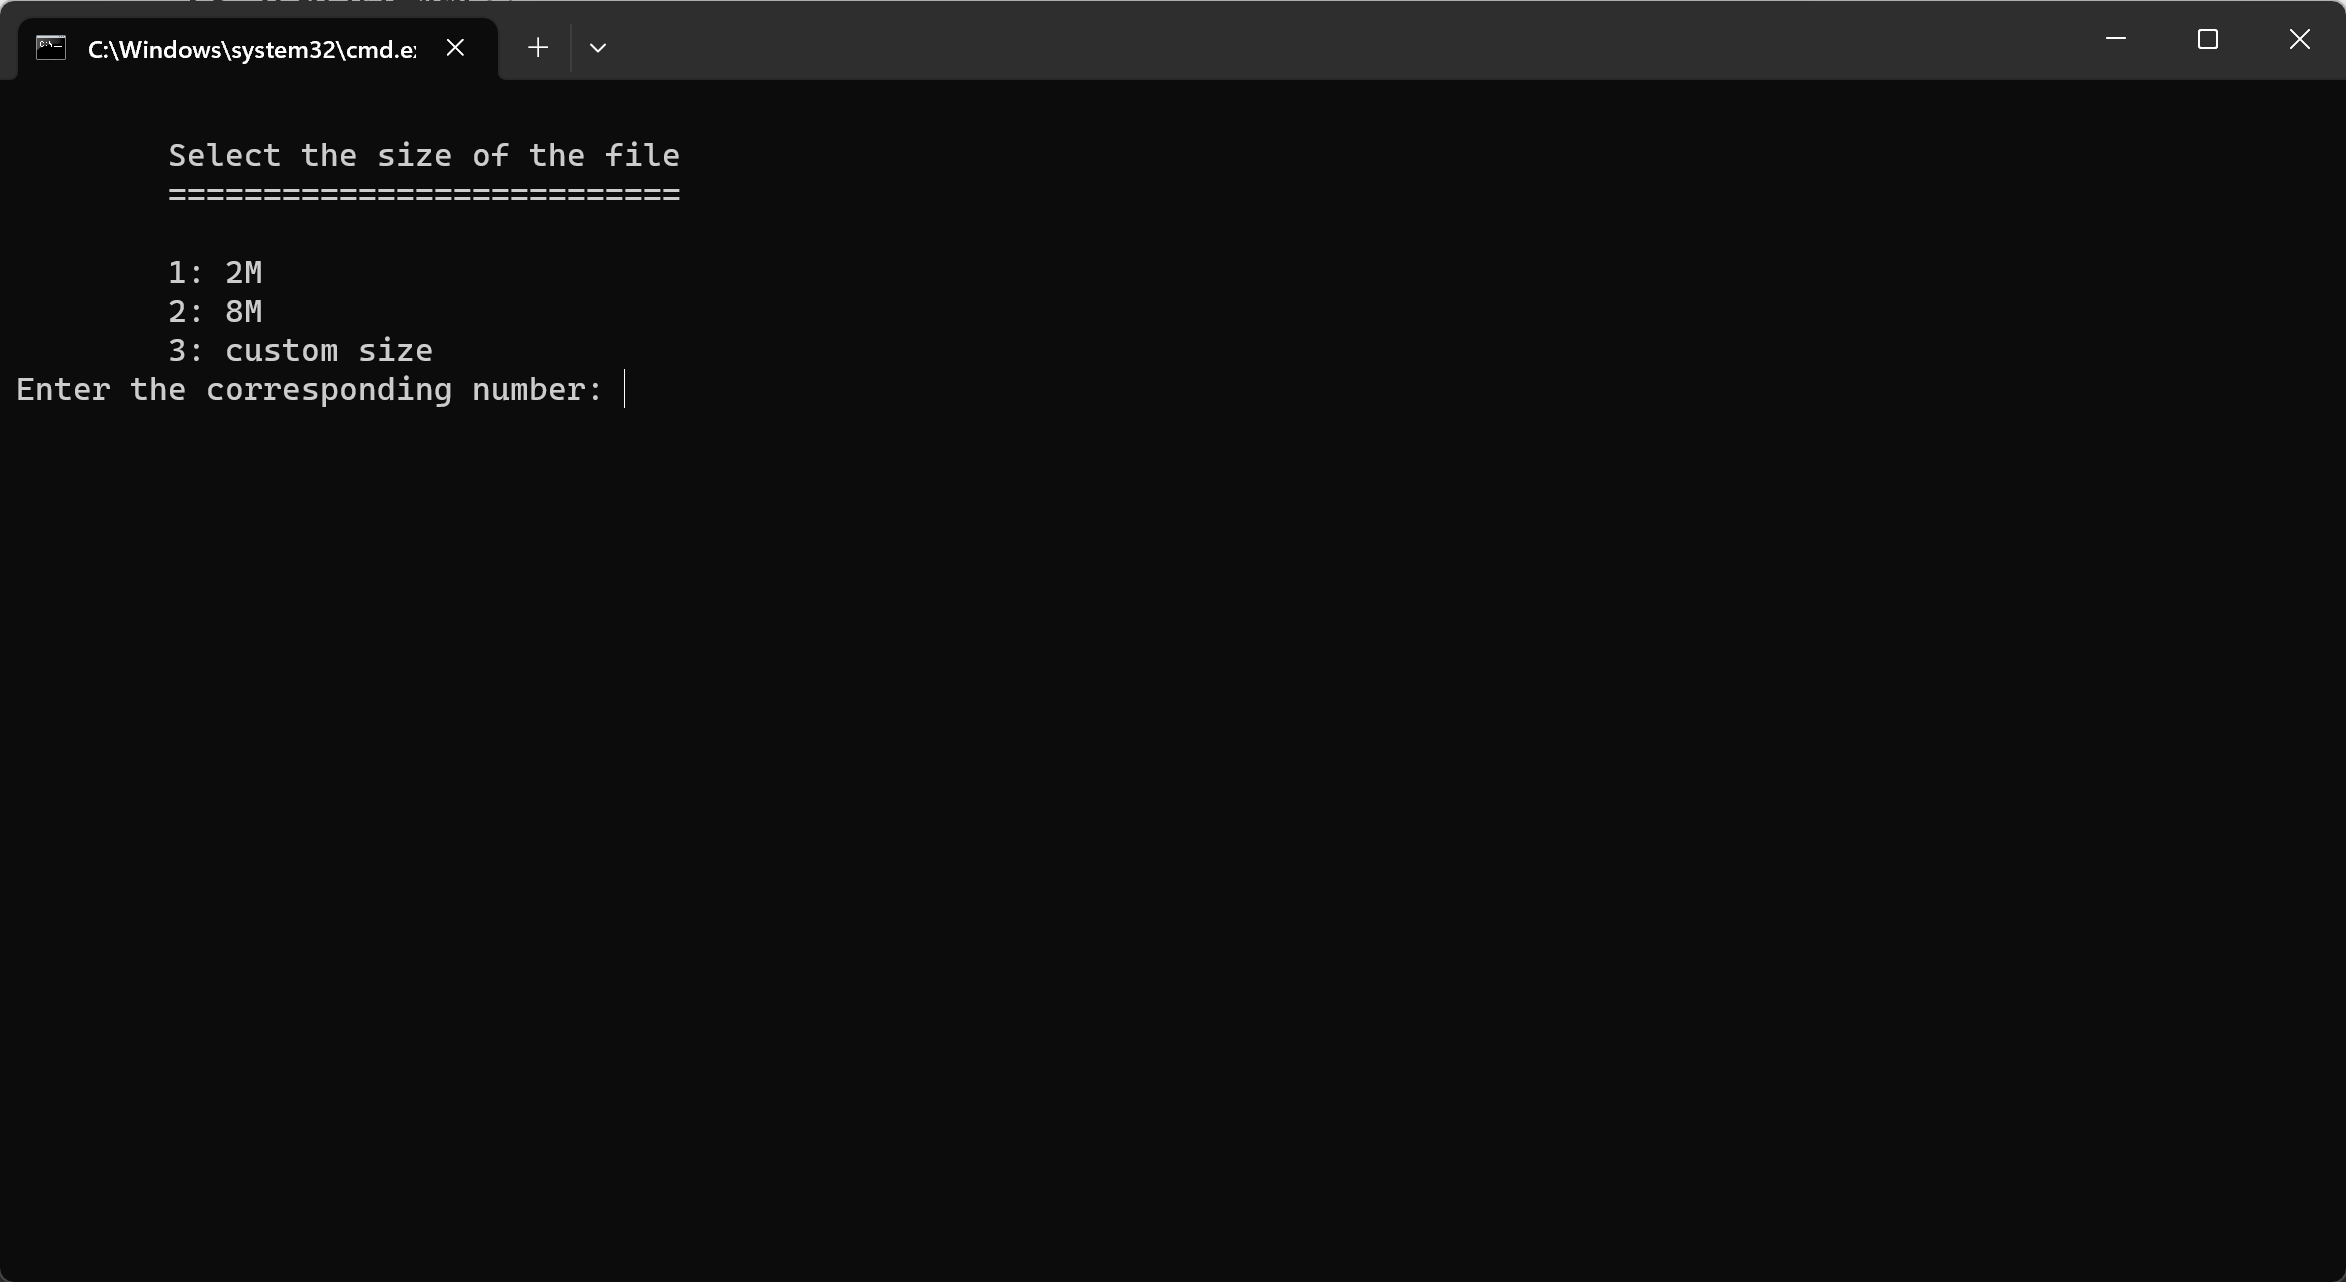 C:\Windows\system32\cmd.e
Select the size of the file
===========================
1: 2M
2: 8M
3: custom size
Enter the corresponding number: